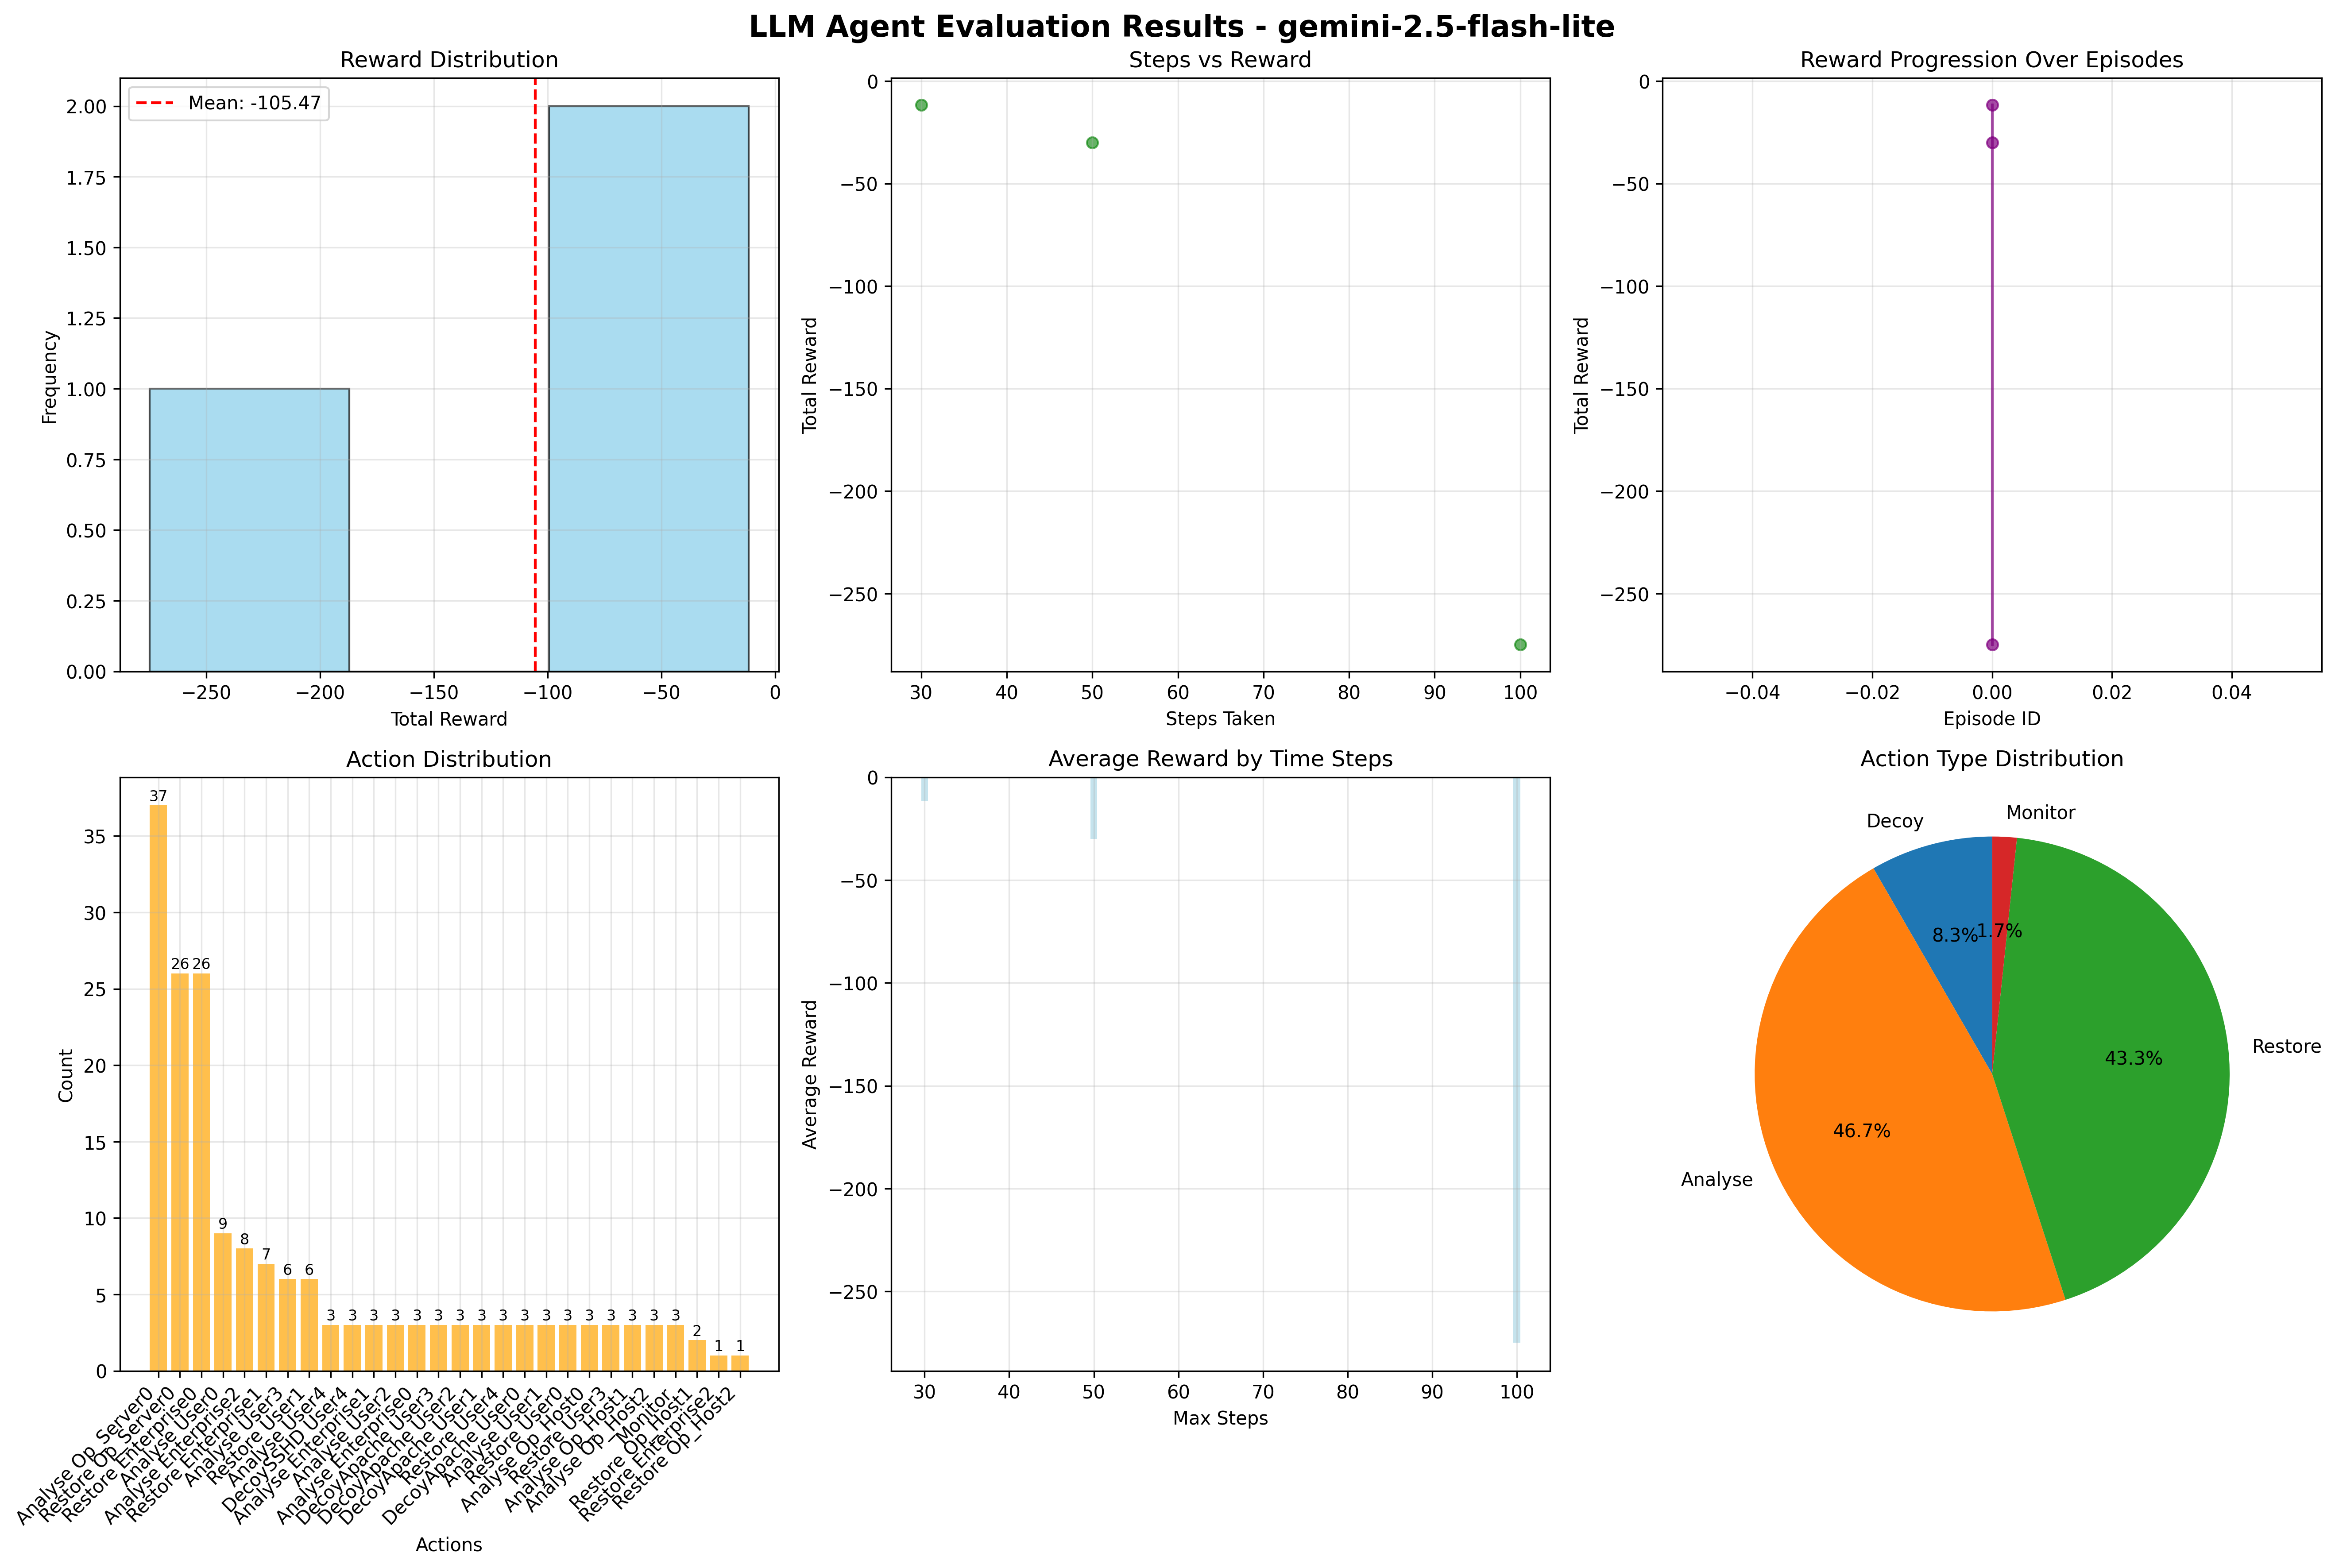 LLM Agent Evaluation Results - gemini-2.5-flash-lite
Reward Distribution
Mean: -105.47
2.00
1.75
1.50
1.25
1.00
0.75
0.50
0.25
0.00
Frequency
−250 −200 −150 −100 −50 0
Total Reward
Steps vs Reward
0
−50
−100
−150
−200
−250
Total Reward
30 40 50 60 70 80 90 100
Steps Taken
Reward Progression Over Episodes
0
−50
−100
−150
−200
−250
Total Reward
−0.04 −0.02 0.00 0.02 0.04
Episode ID
Action Distribution
37 26 26 9 8 7 6 6 3 3 3 3 3 3 3 3 3 3 3 3 3 3 3 3 3 2 1 1
35
30
25
20
15
10
5
0
Count
Analyse Op_Server0
Restore Op_Server0
Restore Enterprise0
Analyse User0
Analyse Enterprise2
Restore Enterprise1
Analyse User3
Restore User1
Analyse User4
DecoySSHD User4
Analyse Enterprise1
Analyse User2
Analyse Enterprise0
DecoyApache User3
DecoyApache User2
DecoyApache User1
Restore User4
DecoyApache User0
Analyse User1
Restore User0
Analyse Op_Host0
Restore User3
Analyse Op_Host1
Analyse Op_Host2
Monitor
Restore Op_Host1
Restore Enterprise2
Restore Op_Host2
Actions
Average Reward by Time Steps
0
−50
−100
−150
−200
−250
Average Reward
30 40 50 60 70 80 90 100
Max Steps
Action Type Distribution
Decoy
Monitor
8.3%
1.7%
Restore
43.3%
46.7%
Analyse